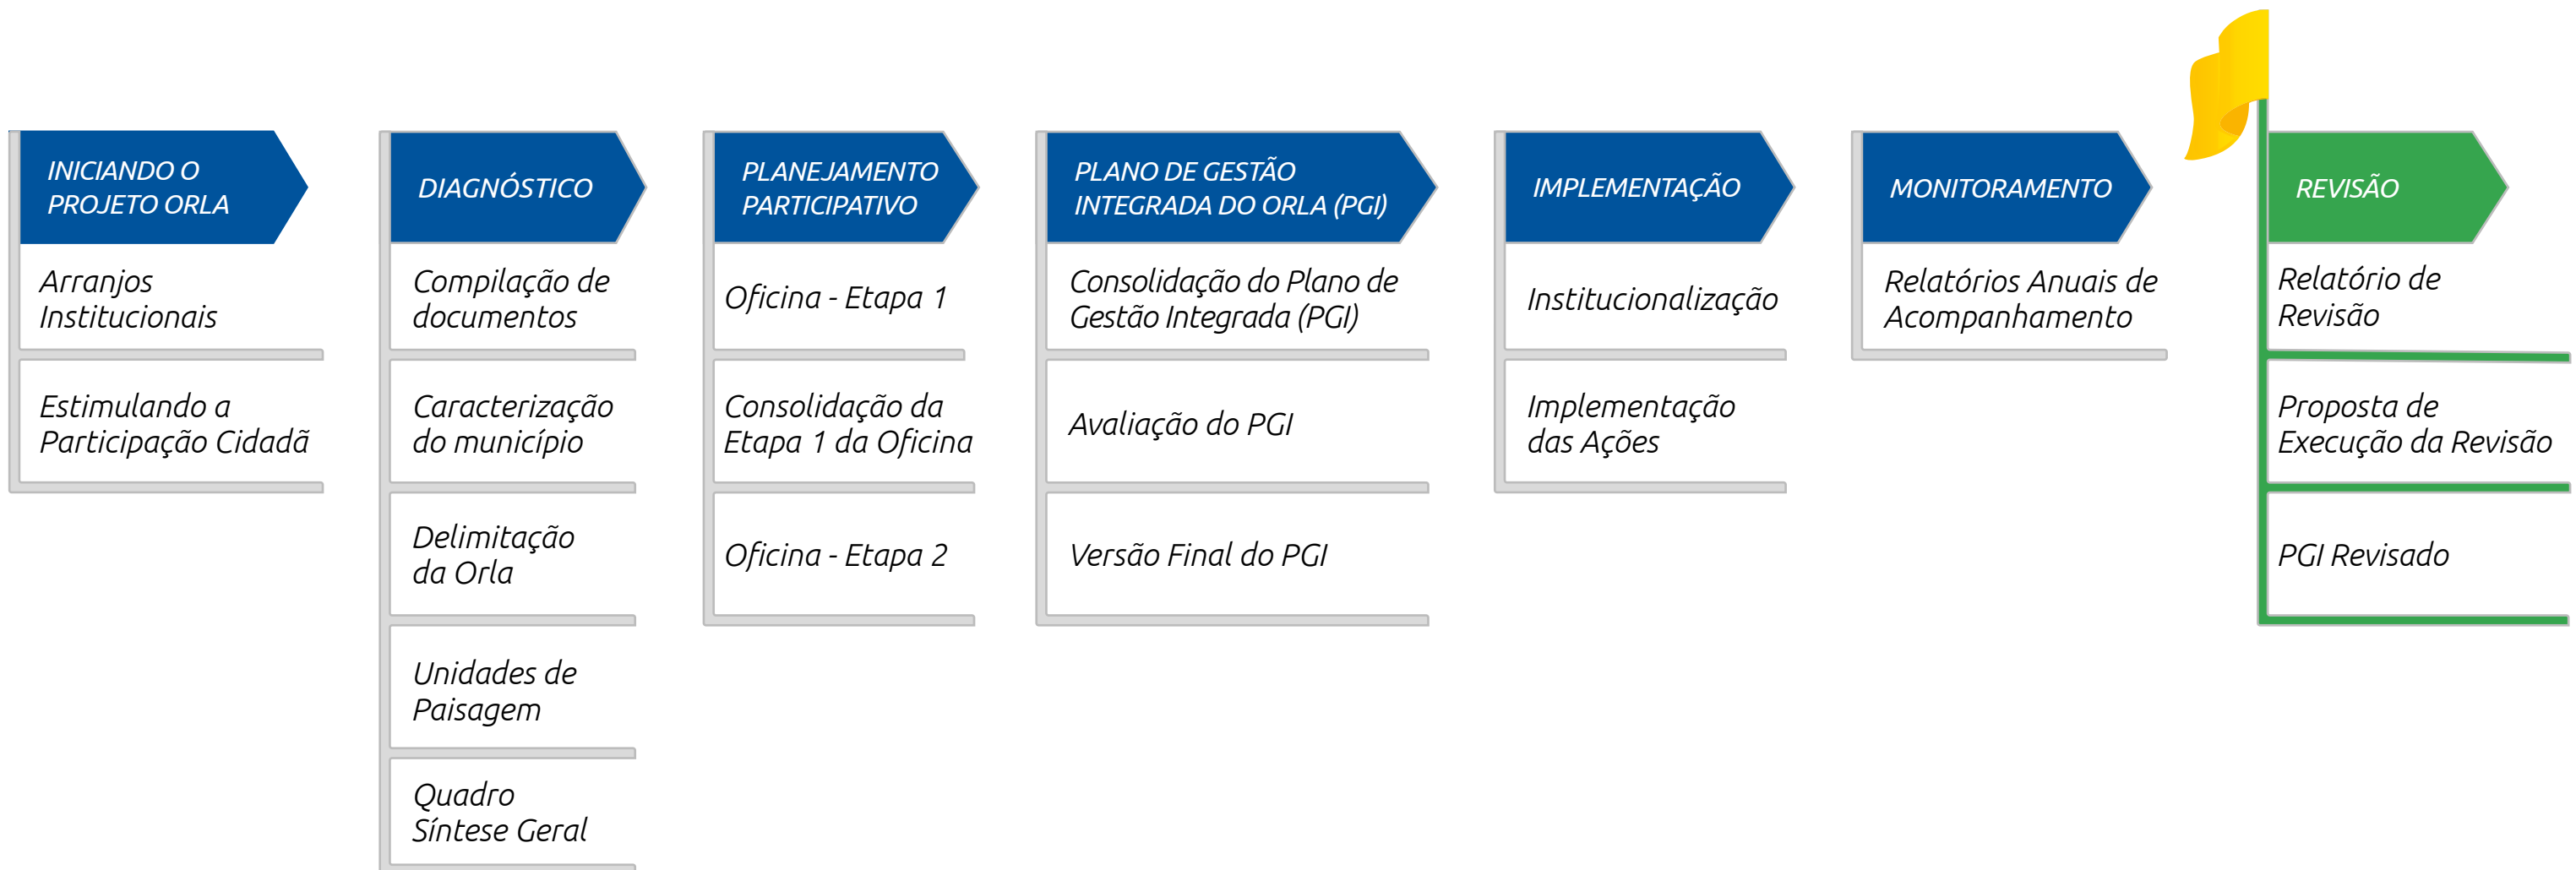 INICIANDO O
PROJETO ORLA
Arranjos
Institucionais
Estimulando a
Participação Cidadã
DIAGNÓSTICO
Compilação de
documentos
Caracterização
do município
Delimitação
da Orla
Unidades de
Paisagem
Quadro
Síntese Geral
PLANEJAMENTO
PARTICIPATIVO
Oficina - Etapa 1
Consolidação da
Etapa 1 da Oficina
Oficina - Etapa 2
PLANO DE GESTÃO
INTEGRADA DO ORLA (PGI)
Consolidação do Plano de
Gestão Integrada (PGI)
Avaliação do PGI
Versão Final do PGI
IMPLEMENTAÇÃO
Institucionalização
Implementação
das Ações
MONITORAMENTO
Relatórios Anuais de
Acompanhamento
REVISÃO
Relatório de
Revisão
Proposta de
Execução da Revisão
PGI Revisado